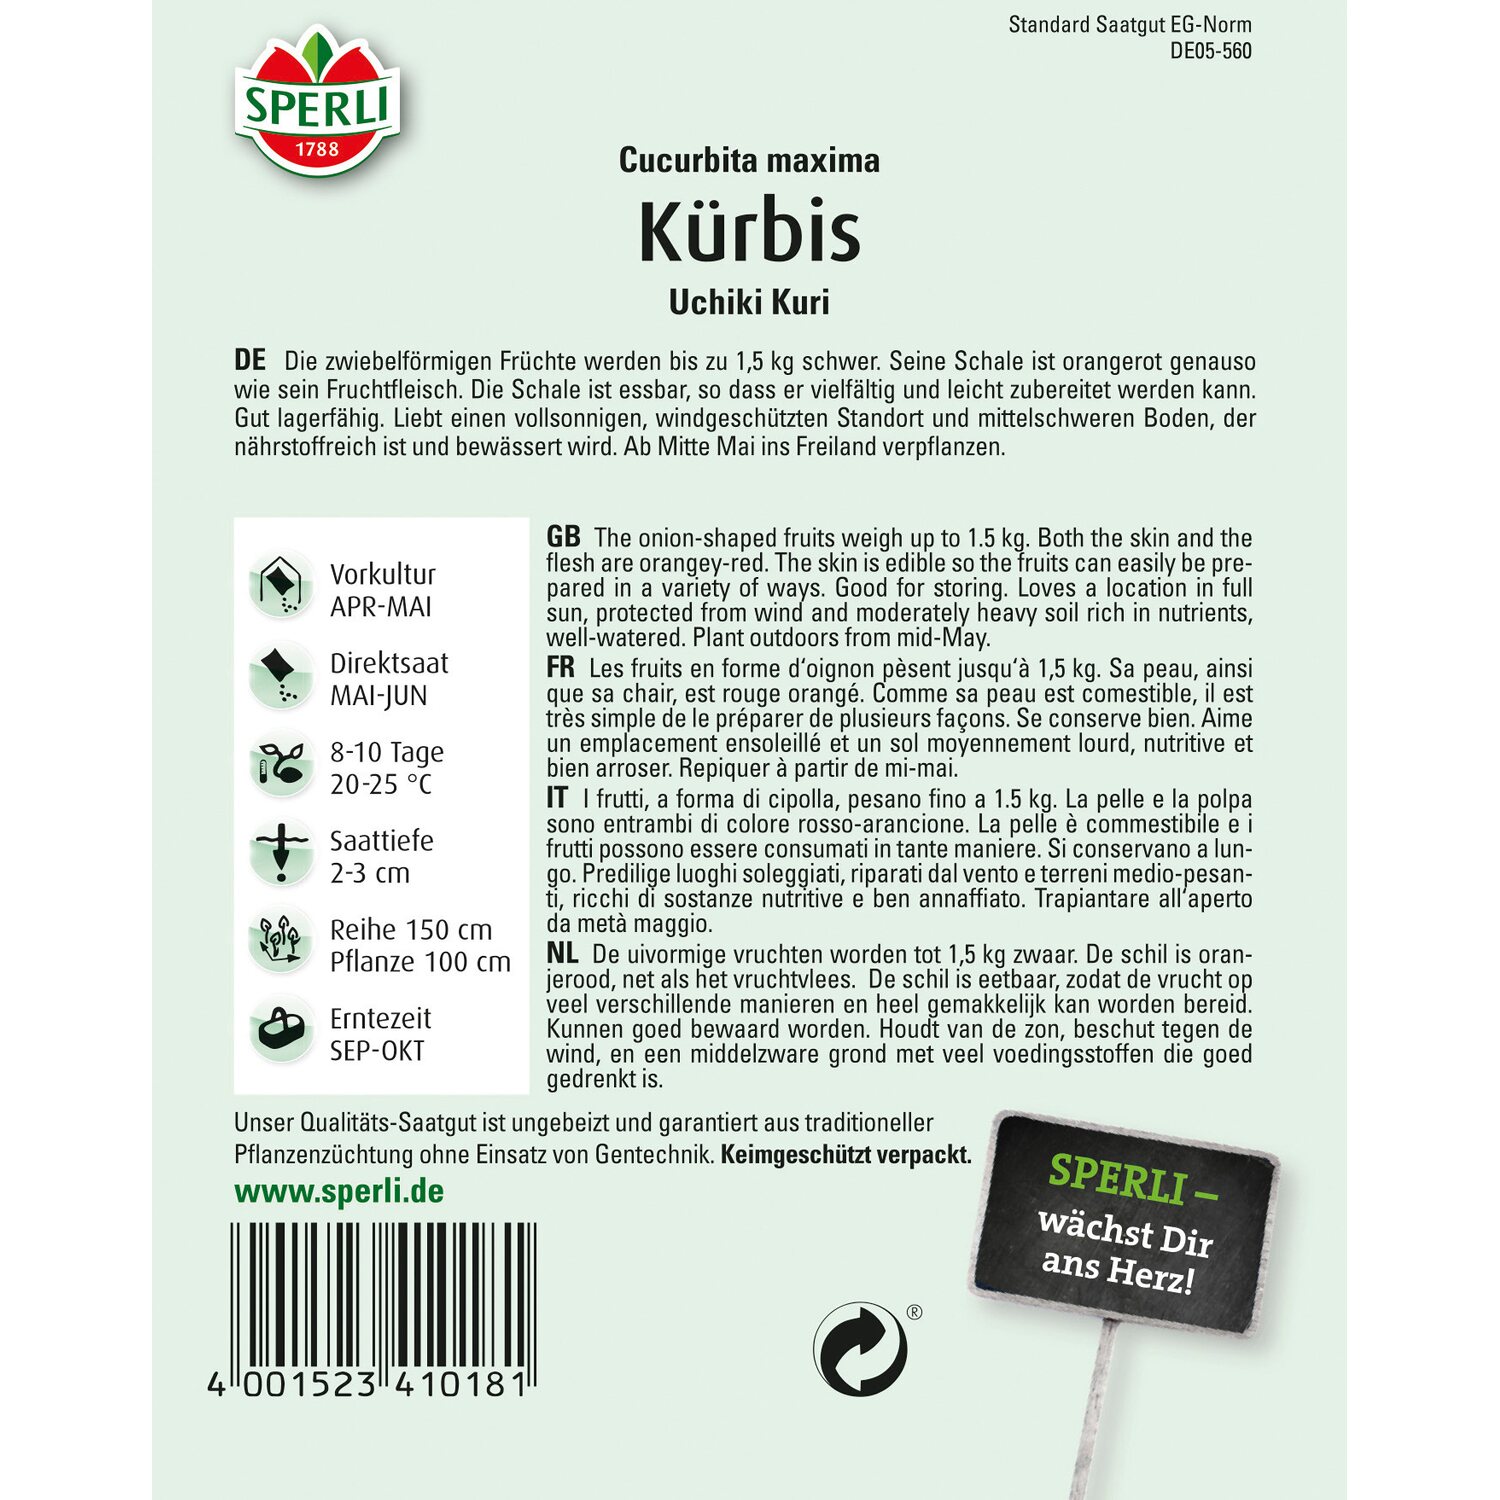 Standard Saatgut EG-Norm
DE05-560
SPERLI
1788
Cucurbita maxima
Kürbis
Uchiki Kuri
DE Die zwiebelförmigen Früchte werden bis zu 1,5 kg schwer. Seine Schale ist orangerot genauso
wie sein Fruchtfleisch. Die Schale ist essbar, so dass er vielfältig und leicht zubereitet werden kann.
Gut lagerfähig. Liebt einen vollsonnigen, windgeschützten Standort und mittelschweren Boden, der
nährstoffreich ist und bewässert wird. Ab Mitte Mai ins Freiland verpflanzen.
Vorkultur
APR-MAI
Direktsaat
MAI-JUN
8-10 Tage
20-25 °C
Saattiefe
2-3 cm
Reihe 150 cm
Pflanze 100 cm
Erntezeit
SEP-OKT
GB The onion-shaped fruits weigh up to 1.5 kg. Both the skin and the
flesh are orangey-red. The skin is edible so the fruits can easily be pre-
pared in a variety of ways. Good for storing. Loves a location in full
sun, protected from wind and moderately heavy soil rich in nutrients,
well-watered. Plant outdoors from mid-May.
FR Les fruits en forme d‘oignon pèsent jusqu‘à 1,5 kg. Sa peau, ainsi
que sa chair, est rouge orangé. Comme sa peau est comestible, il est
très simple de le préparer de plusieurs façons. Se conserve bien. Aime
un emplacement ensoleillé et un sol moyennement lourd, nutritive et
bien arroser. Repiquer à partir de mi-mai.
IT I frutti, a forma di cipolla, pesano fino a 1.5 kg. La pelle e la polpa
sono entrambi di colore rosso-arancione. La pelle è commestibile e i
frutti possono essere consumati in tante maniere. Si conservano a lun-
go. Predilige luoghi soleggiati, riparati dal vento e terreni medio-pesan-
ti, ricchi di sostanze nutritive e ben annaffiato. Trapiantare all‘aperto
da metà maggio.
NL De uivormige vruchten worden tot 1,5 kg zwaar. De schil is oran-
jerood, net als het vruchtvlees. De schil is eetbaar, zodat de vrucht op
veel verschillende manieren en heel gemakkelijk kan worden bereid.
Kunnen goed bewaard worden. Houdt van de zon, beschut tegen de
wind, en een middelzware grond met veel voedingsstoffen die goed
gedrenkt is.
Unser Qualitäts-Saatgut ist ungebeizt und garantiert aus traditioneller
Pflanzenzüchtung ohne Einsatz von Gentechnik. Keimgeschützt verpackt.
www.sperli.de
4 001523 410181
®
SPERLI –
wächst Dir
ans Herz!